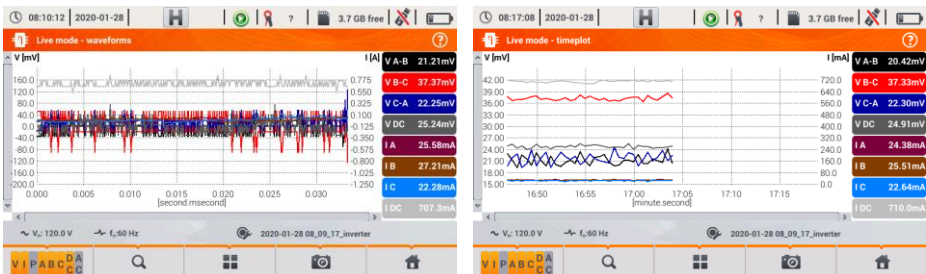 08:10:12 2020-01-28 H ? 3.7 GB free
Live mode - waveforms ?
V [mV] I [A]
160.0 0.775
120.0 0.550
80.0 0.325
40.0 0.100
0.0 -0.125
-40.0 -0.350
-80.0 -0.575
-120.0 -0.800
-160.0 -1.025
-200.0 -1.250
0.000 0.005 0.010 0.015 0.020 0.025 0.030
[second.msecond]
V A-B 21.21mV
V B-C 37.37mV
V C-A 22.25mV
V DC 25.24mV
I A 25.58mA
I B 27.21mA
I C 22.28mA
I DC 707.3mA
Vₙ: 120.0 V fₙ:60 Hz 2020-01-28 08_09_17_inverter
V I P A B C D A C C
08:17:08 2020-01-28 H ? 3.7 GB free
Live mode - timeplot ?
V [mV] I [mA]
42.00 720.0
39.00 640.0
36.00 560.0
33.00 480.0
30.00 400.0
27.00 320.0
24.00 240.0
21.00 160.0
18.00 80.00
15.00 0.0
16:50 16:55 17:00 17:05 17:10 17:15
[minute.second]
V A-B 20.42mV
V B-C 37.33mV
V C-A 22.30mV
V DC 24.91mV
I A 24.38mA
I B 25.51mA
I C 22.64mA
I DC 710.0mA
Vₙ: 120.0 V fₙ:60 Hz 2020-01-28 08_09_17_inverter
V I P A B C D A C C